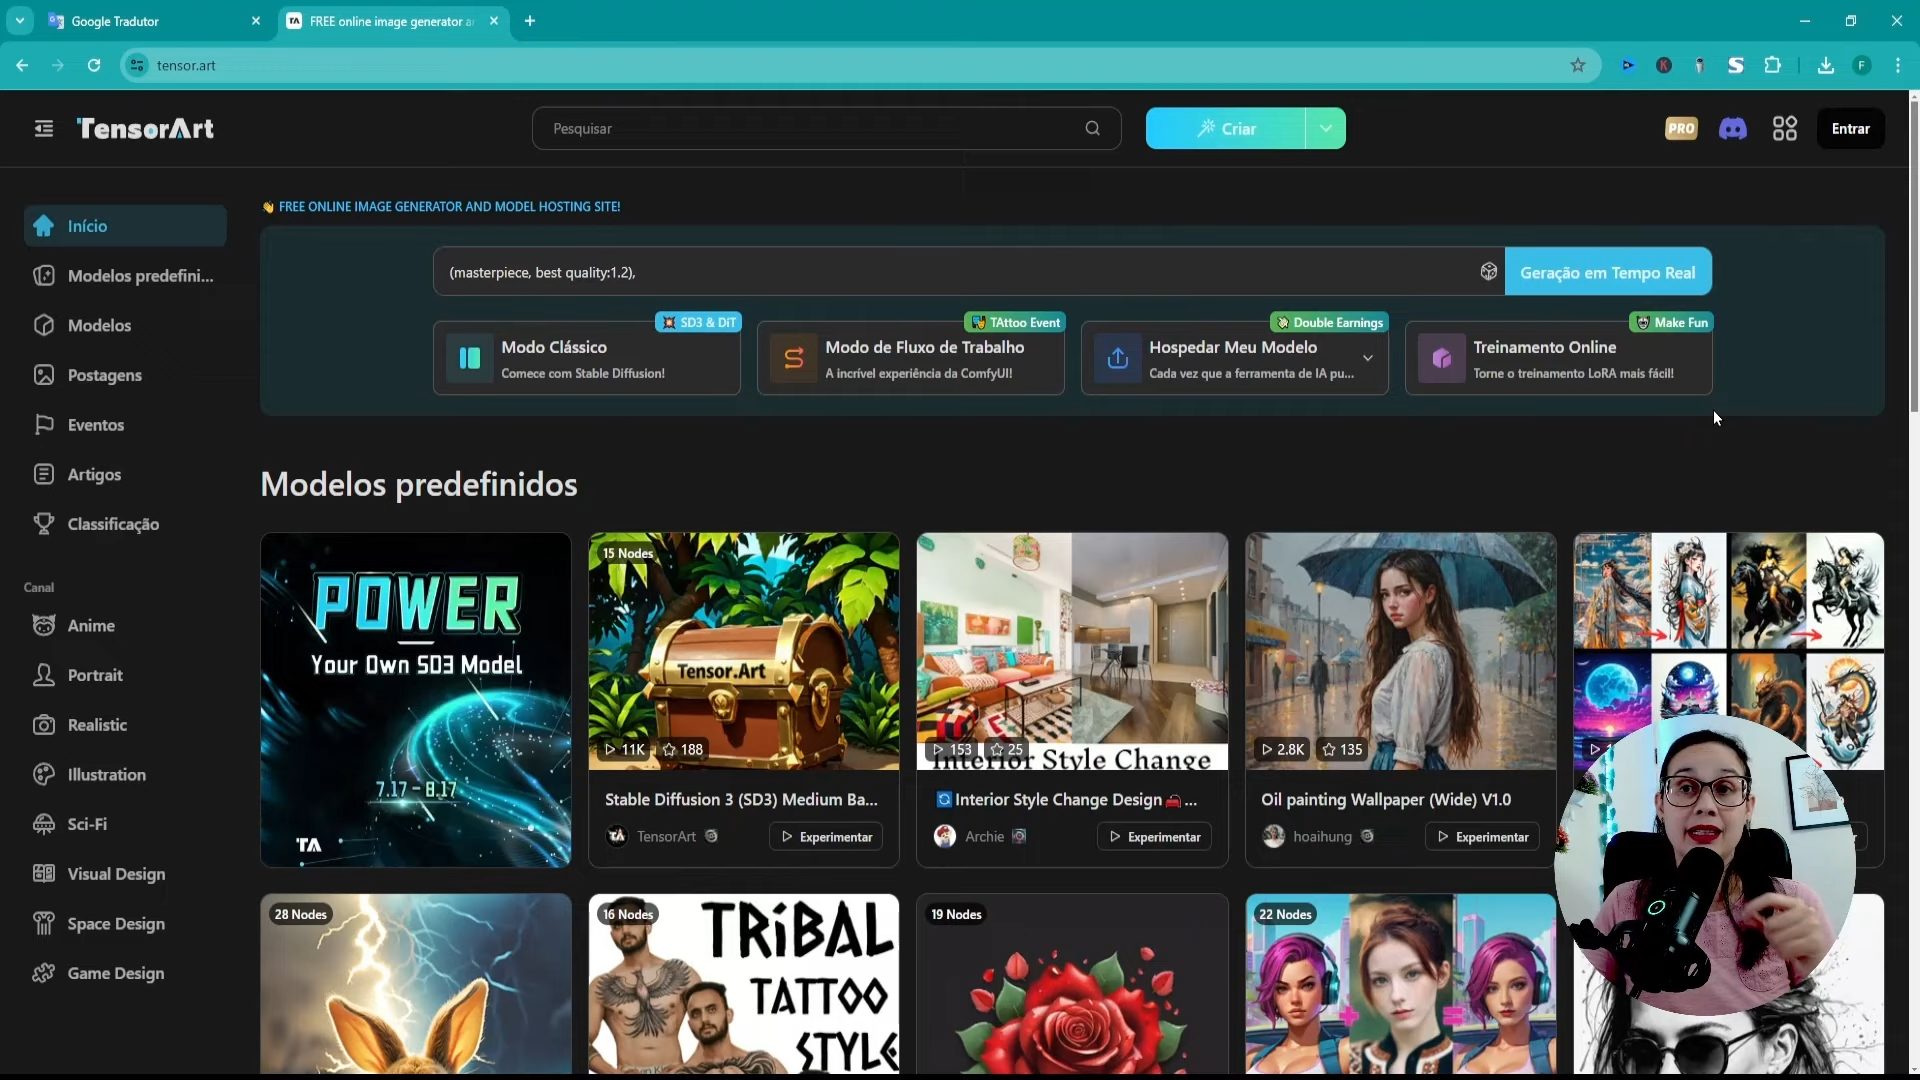 Google Tradutor
FREE online image generator a
tensor.art
TensorArt
Pesquisar
Criar
PRO
Entrar
Início
Modelos predefini...
Modelos
Postagens
Eventos
Artigos
Classificação
Canal
Anime
Portrait
Realistic
Illustration
Sci-Fi
Visual Design
Space Design
Game Design
👋 FREE ONLINE IMAGE GENERATOR AND MODEL HOSTING SITE!
(masterpiece, best quality:1.2),
Geração em Tempo Real
SD3 & DiT
Modo Clássico
Comece com Stable Diffusion!
TAttoo Event
Modo de Fluxo de Trabalho
A incrível experiência da ComfyUI!
Double Earnings
Hospedar Meu Modelo
Cada vez que a ferramenta de IA pu...
Make Fun
Treinamento Online
Torne o treinamento LoRA mais fácil!
Modelos predefinidos
POWER
Your Own SD3 Model
7.17 – 8.17
TA
15 Nodes
Tensor.Art
11K 188
Stable Diffusion 3 (SD3) Medium Ba...
TensorArt
Experimentar
153 25
Interior Style Change
Interior Style Change Design 🚘 ...
Archie
Experimentar
2.8K 135
Oil painting Wallpaper (Wide) V1.0
hoaihung
Experimentar
28 Nodes
16 Nodes
TRiBAL
TATTOO
STYLE
19 Nodes
22 Nodes